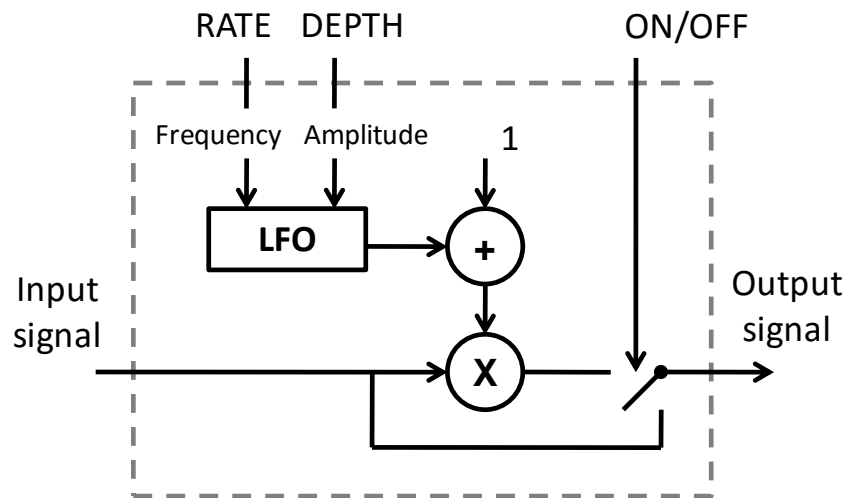 RATE DEPTH ON/OFF
Frequency Amplitude 1
LFO +
Input
signal
Output
signal
X